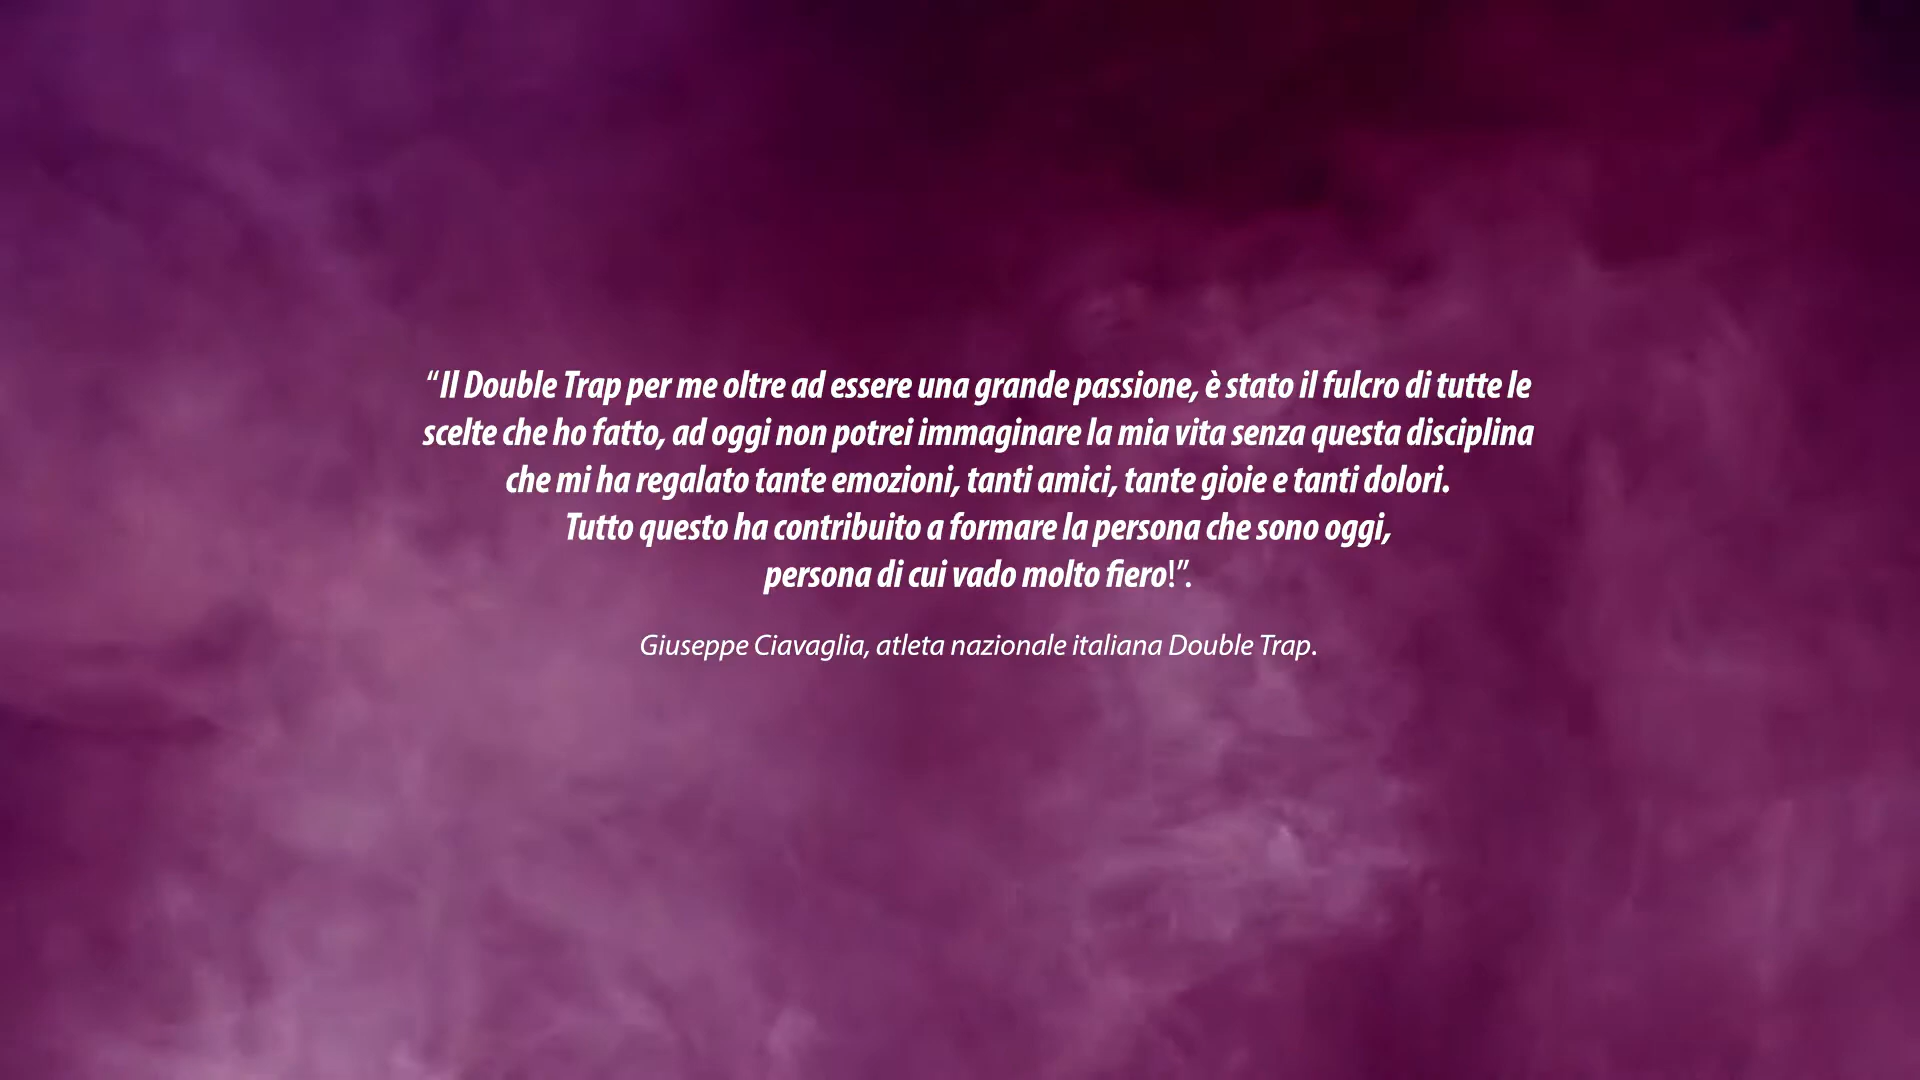 “Il Double Trap per me oltre ad essere una grande passione, è stato il fulcro di tutte le
scelte che ho fatto, ad oggi non potrei immaginare la mia vita senza questa disciplina
che mi ha regalato tante emozioni, tanti amici, tante gioie e tanti dolori.
Tutto questo ha contribuito a formare la persona che sono oggi,
persona di cui vado molto fiero!”.
Giuseppe Ciavaglia, atleta nazionale italiana Double Trap.